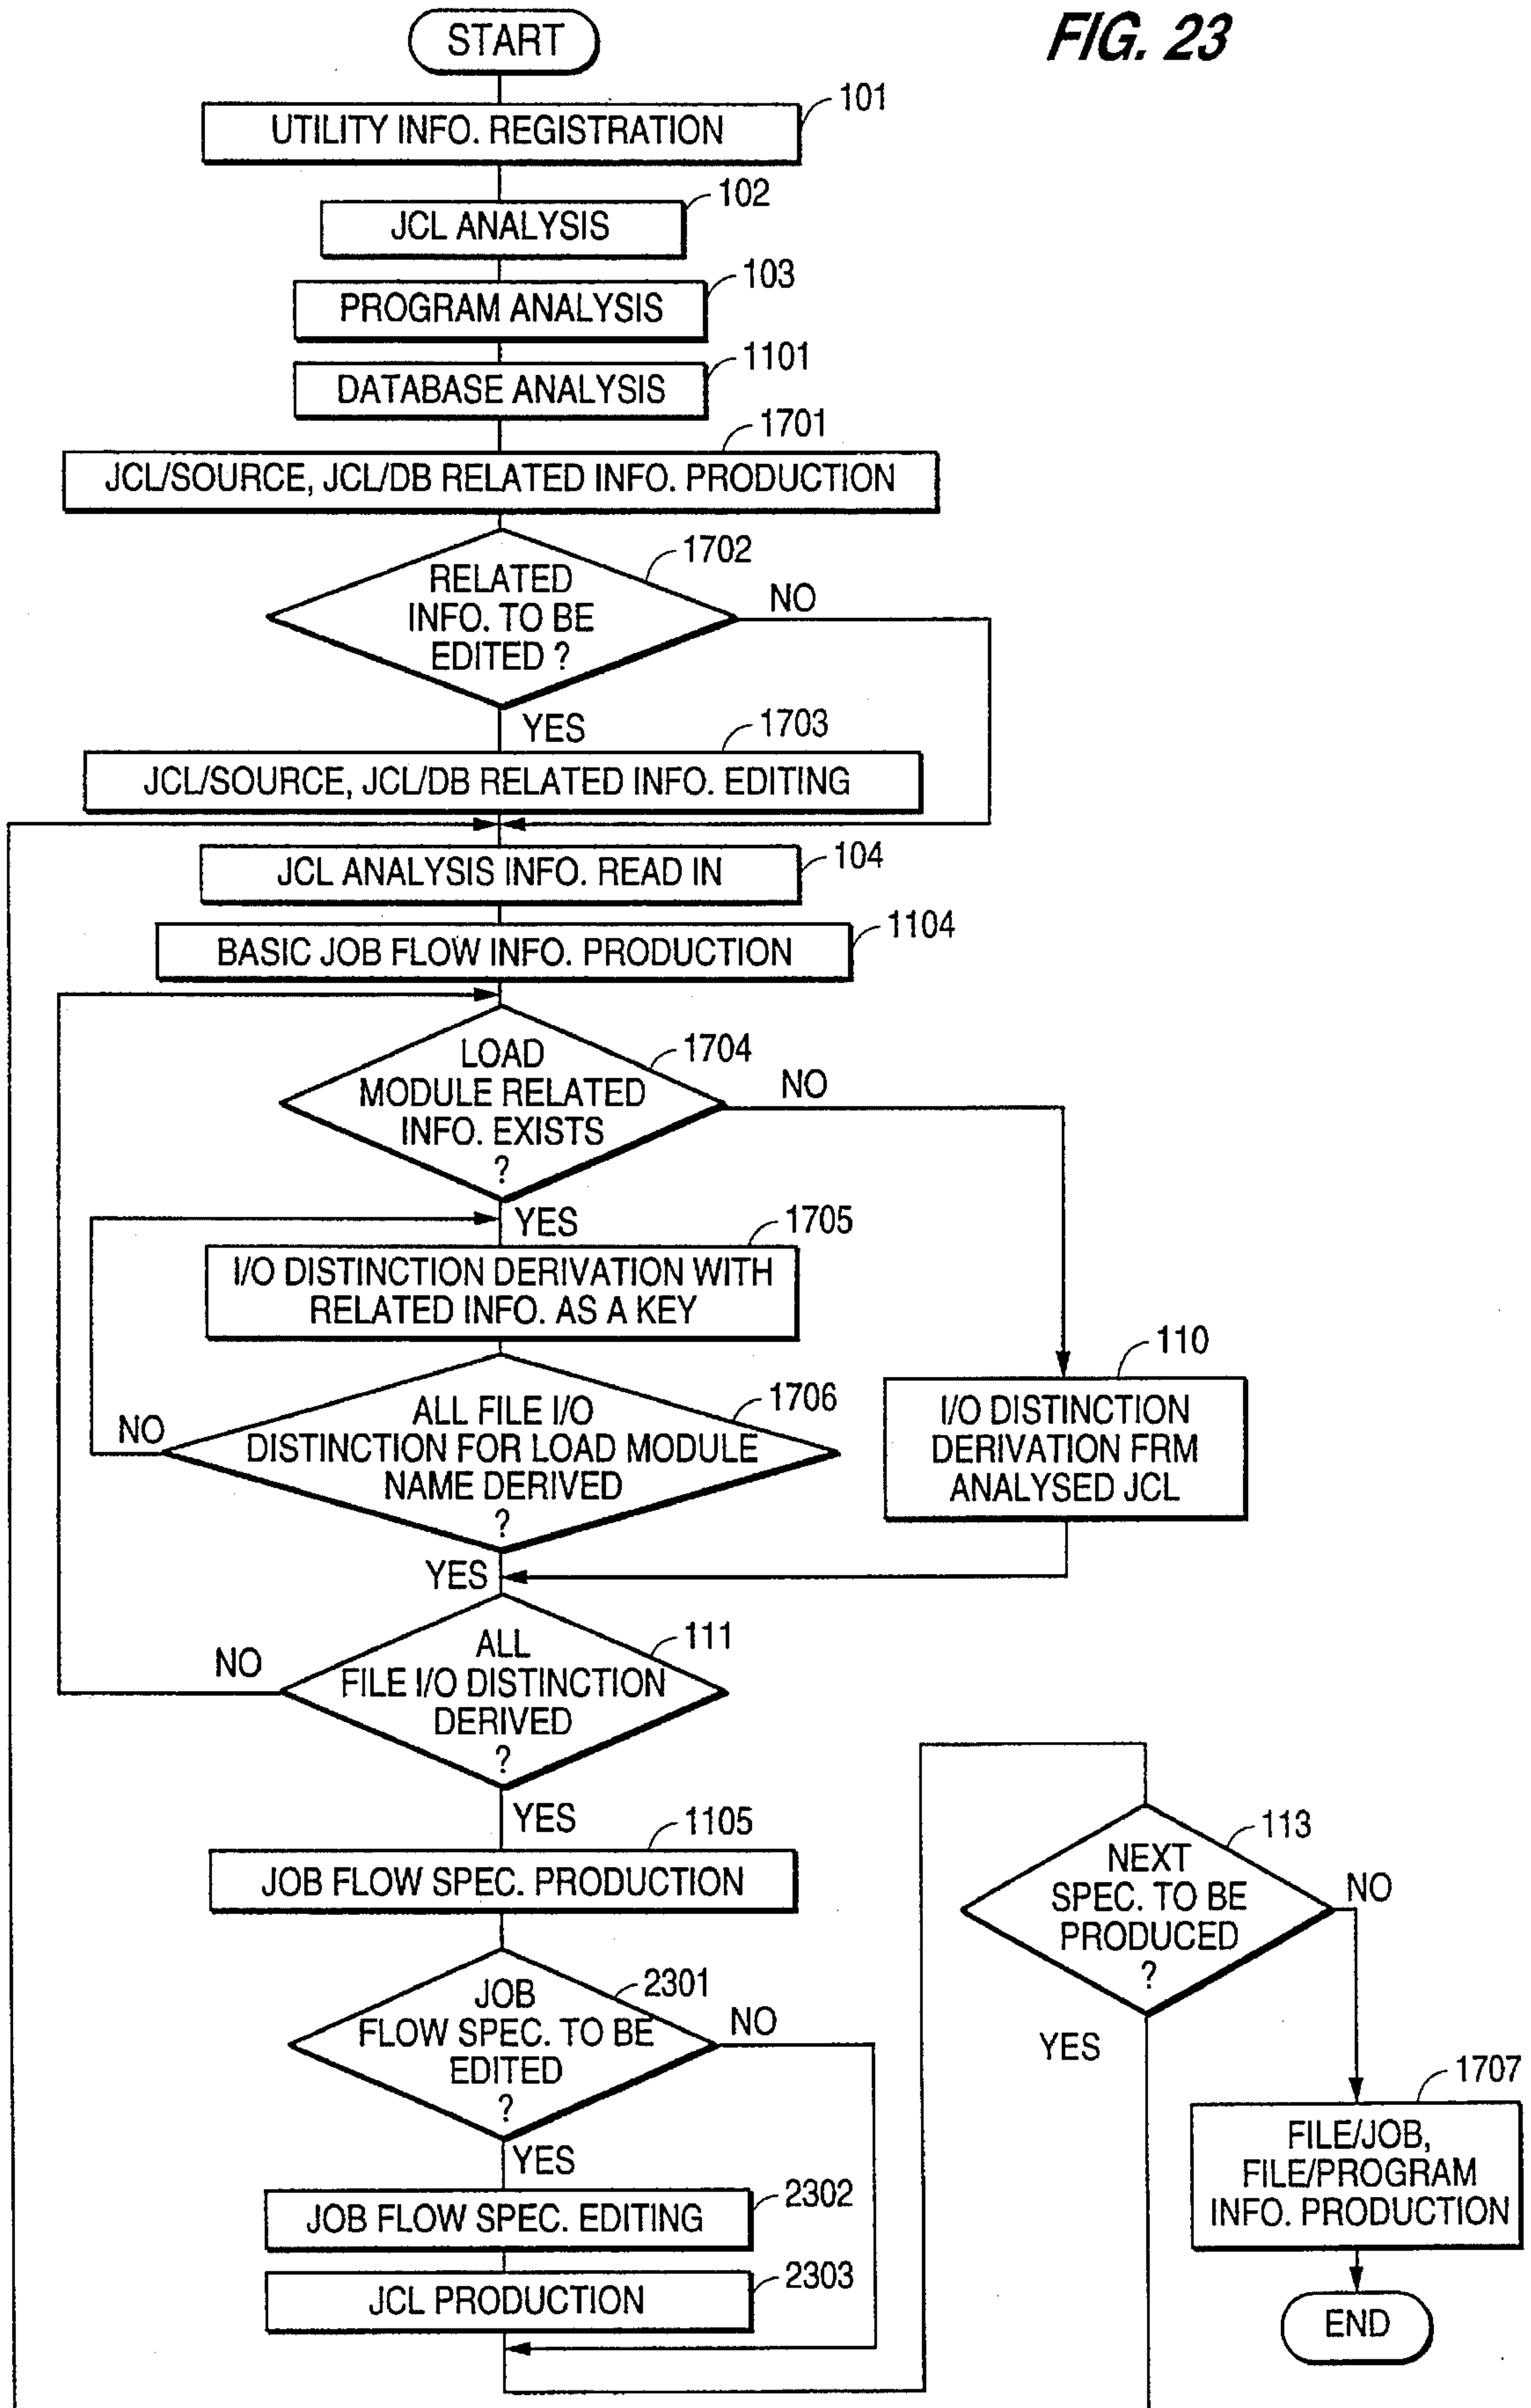 FIG. 23
START
101
UTILITY INFO. REGISTRATION
102
JCL ANALYSIS
103
PROGRAM ANALYSIS
1101
DATABASE ANALYSIS
1701
JCL/SOURCE, JCL/DB RELATED INFO. PRODUCTION
1702
RELATED
INFO. TO BE
EDITED ?
NO
YES
1703
JCL/SOURCE, JCL/DB RELATED INFO. EDITING
104
JCL ANALYSIS INFO. READ IN
1104
BASIC JOB FLOW INFO. PRODUCTION
1704
LOAD
MODULE RELATED
INFO. EXISTS
?
NO
YES
1705
I/O DISTINCTION DERIVATION WITH
RELATED INFO. AS A KEY
1706
ALL FILE I/O
DISTINCTION FOR LOAD MODULE
NAME DERIVED
?
NO
YES
110
I/O DISTINCTION
DERIVATION FRM
ANALYSED JCL
111
ALL
FILE I/O DISTINCTION
DERIVED
?
NO
YES
1105
JOB FLOW SPEC. PRODUCTION
2301
JOB
FLOW SPEC. TO BE
EDITED
?
NO
YES
2302
JOB FLOW SPEC. EDITING
2303
JCL PRODUCTION
113
NEXT
SPEC. TO BE
PRODUCED
?
NO
YES
1707
FILE/JOB,
FILE/PROGRAM
INFO. PRODUCTION
END